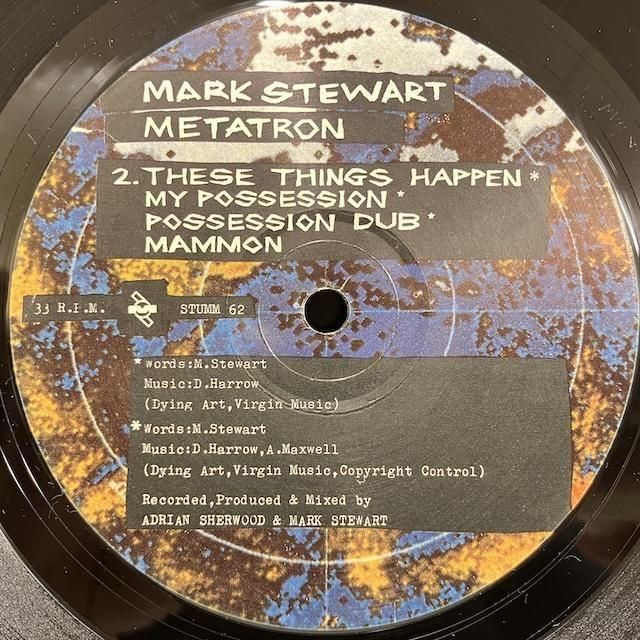 MARK STEWART
METATRON
2. THESE THINGS HAPPEN *
MY POSSESSION *
POSSESSION DUB *
MAMMON
33 R.P.M. STUMM 62
*Words:M.Stewart
Music:D.Harrow
(Dying Art,Virgin Music)
*Words:M.Stewart
Music:D.Harrow,A.Maxwell
(Dying Art,Virgin Music,Copyright Control)
Recorded,Produced & Mixed by
ADRIAN SHERWOOD & MARK STEWART